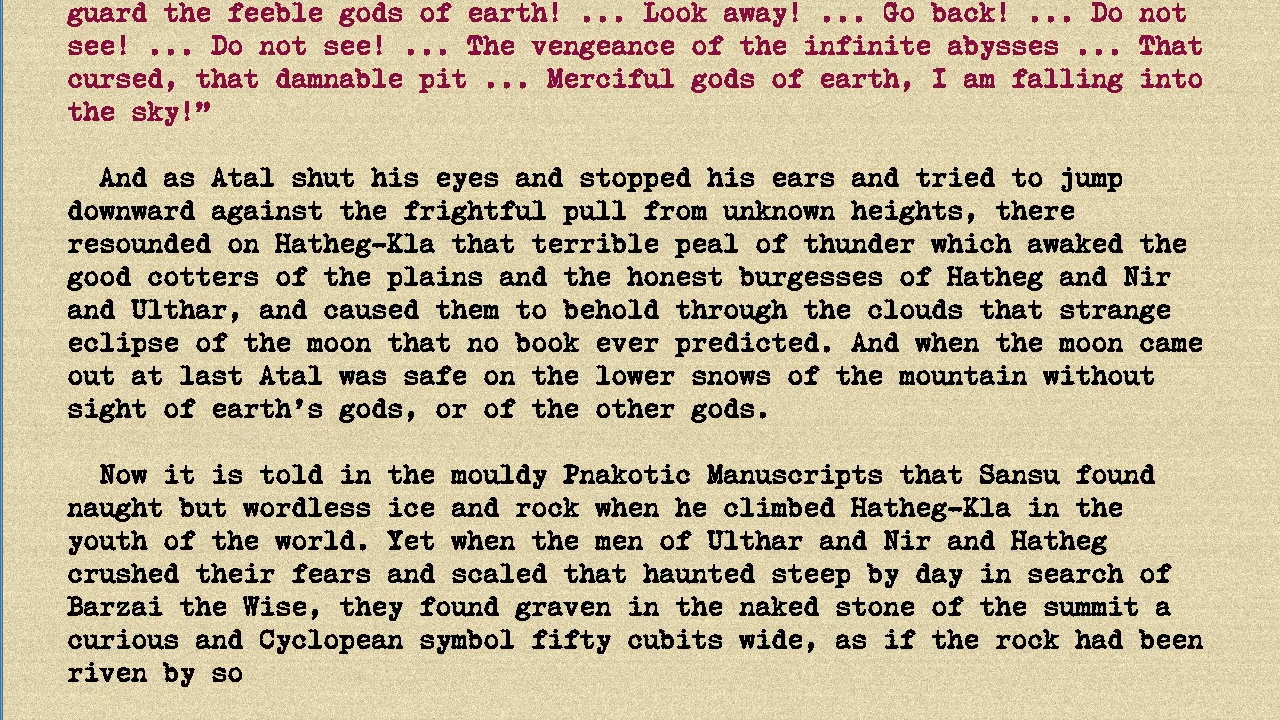 guard the feeble gods of earth! ... Look away! ... Go back! ... Do not
see! ... Do not see! ... The vengeance of the infinite abysses ... That
cursed, that damnable pit ... Merciful gods of earth, I am falling into
the sky!”
And as Atal shut his eyes and stopped his ears and tried to jump
downward against the frightful pull from unknown heights, there
resounded on Hatheg-Kla that terrible peal of thunder which awaked the
good cotters of the plains and the honest burgesses of Hatheg and Nir
and Ulthar, and caused them to behold through the clouds that strange
eclipse of the moon that no book ever predicted. And when the moon came
out at last Atal was safe on the lower snows of the mountain without
sight of earth’s gods, or of the other gods.
Now it is told in the mouldy Pnakotic Manuscripts that Sansu found
naught but wordless ice and rock when he climbed Hatheg-Kla in the
youth of the world. Yet when the men of Ulthar and Nir and Hatheg
crushed their fears and scaled that haunted steep by day in search of
Barzai the Wise, they found graven in the naked stone of the summit a
curious and Cyclopean symbol fifty cubits wide, as if the rock had been
riven by so